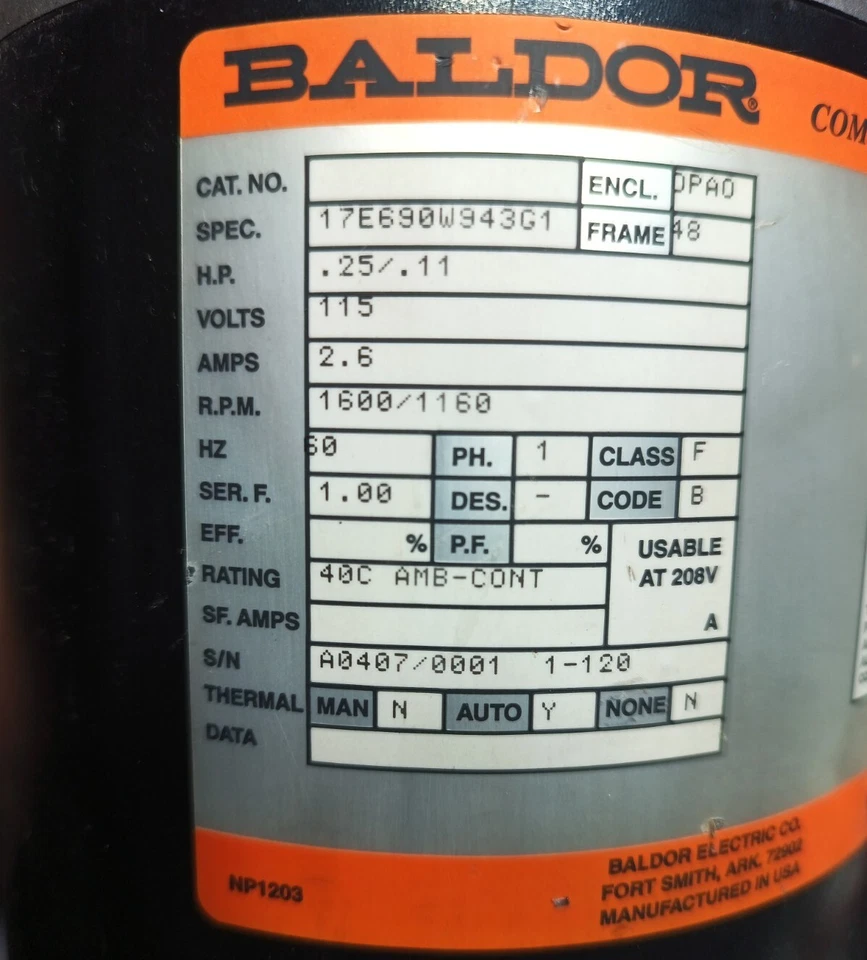 BALDOR®
COM
CAT. NO. ENCL. OPAO
SPEC. 17E690W943G1 FRAME 48
H.P. .25/.11
VOLTS 115
AMPS 2.6
R.P.M. 1600/1160
HZ 60 PH. 1 CLASS F
SER. F. 1.00 DES. - CODE B
EFF. % P.F. % USABLE
RATING 40C AMB-CONT AT 208V
SF. AMPS A
S/N A0407/0001 1-120
THERMAL MAN N AUTO Y NONE N
DATA
NP1203
BALDOR ELECTRIC CO.
FORT SMITH, ARK. 72902
MANUFACTURED IN USA